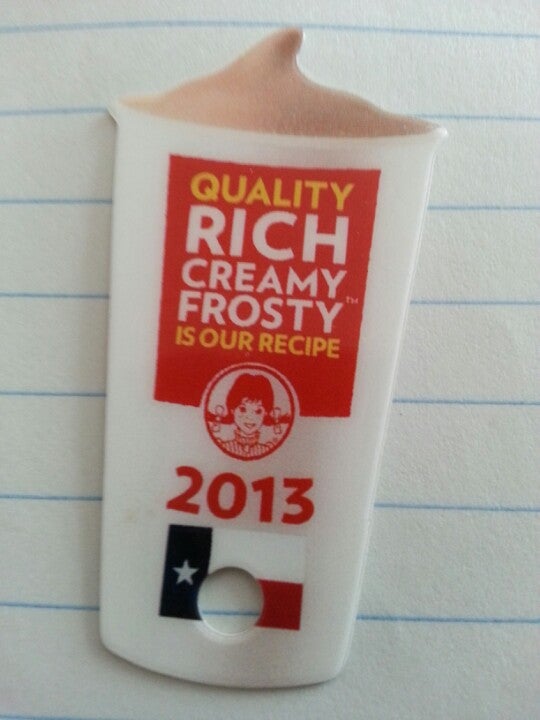 QUALITY
RICH
CREAMY
FROSTY™
IS OUR RECIPE
2013